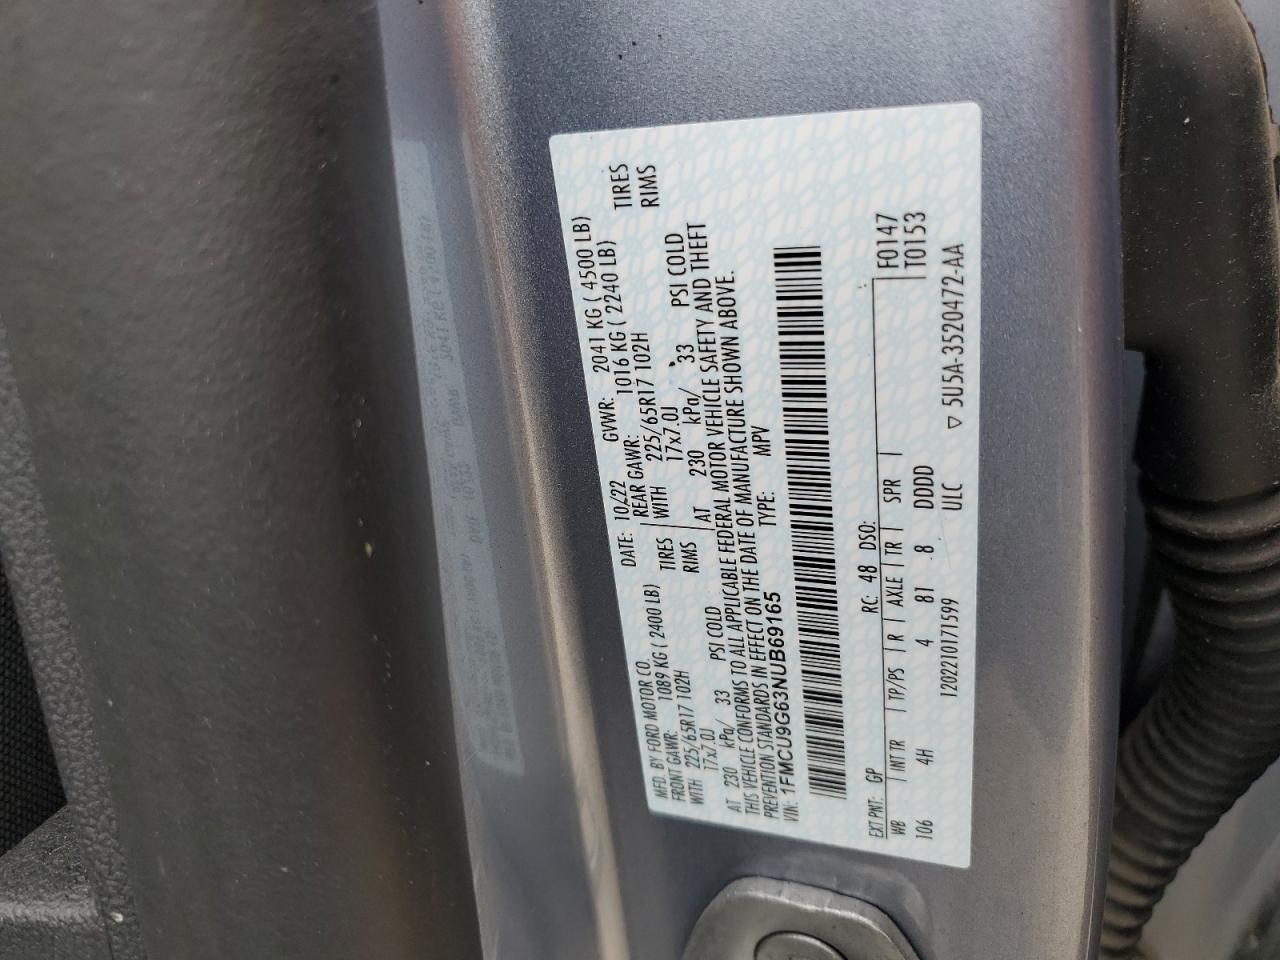 MFD. BY FORD MOTOR CO.
DATE: 10/22 GVWR: 2041 KG ( 4500 LB)
FRONT GAWR: 1089 KG ( 2400 LB) REAR GAWR: 1016 KG ( 2240 LB)
WITH 225/65R17 102H TIRES WITH 225/65R17 102H TIRES
17x7.0J RIMS 17x7.0J RIMS
AT 230 kPa/ 33 PSI COLD AT 230 kPa/ 33 PSI COLD
THIS VEHICLE CONFORMS TO ALL APPLICABLE FEDERAL MOTOR VEHICLE SAFETY AND THEFT
PREVENTION STANDARDS IN EFFECT ON THE DATE OF MANUFACTURE SHOWN ABOVE.
VIN: 1FMCU9G63NUB69165 TYPE: MPV
EXT PNT: GP RC: 48 DSO: F0147
WB INT TR TP/PS R AXLE TR SPR T0153
106 4H 4 81 8 DDDD
1202210171599 ULC ▽ 5U5A-3520472-AA